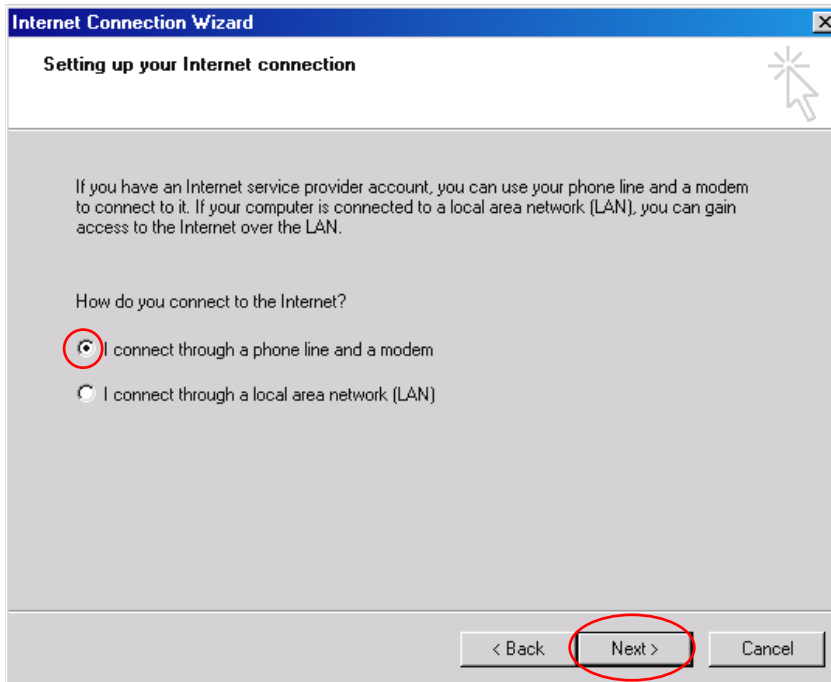 Internet Connection Wizard
Setting up your Internet connection
If you have an Internet service provider account, you can use your phone line and a modem
to connect to it. If your computer is connected to a local area network (LAN), you can gain
access to the Internet over the LAN.
How do you connect to the Internet?
I connect through a phone line and a modem
I connect through a local area network (LAN)
< Back Next > Cancel